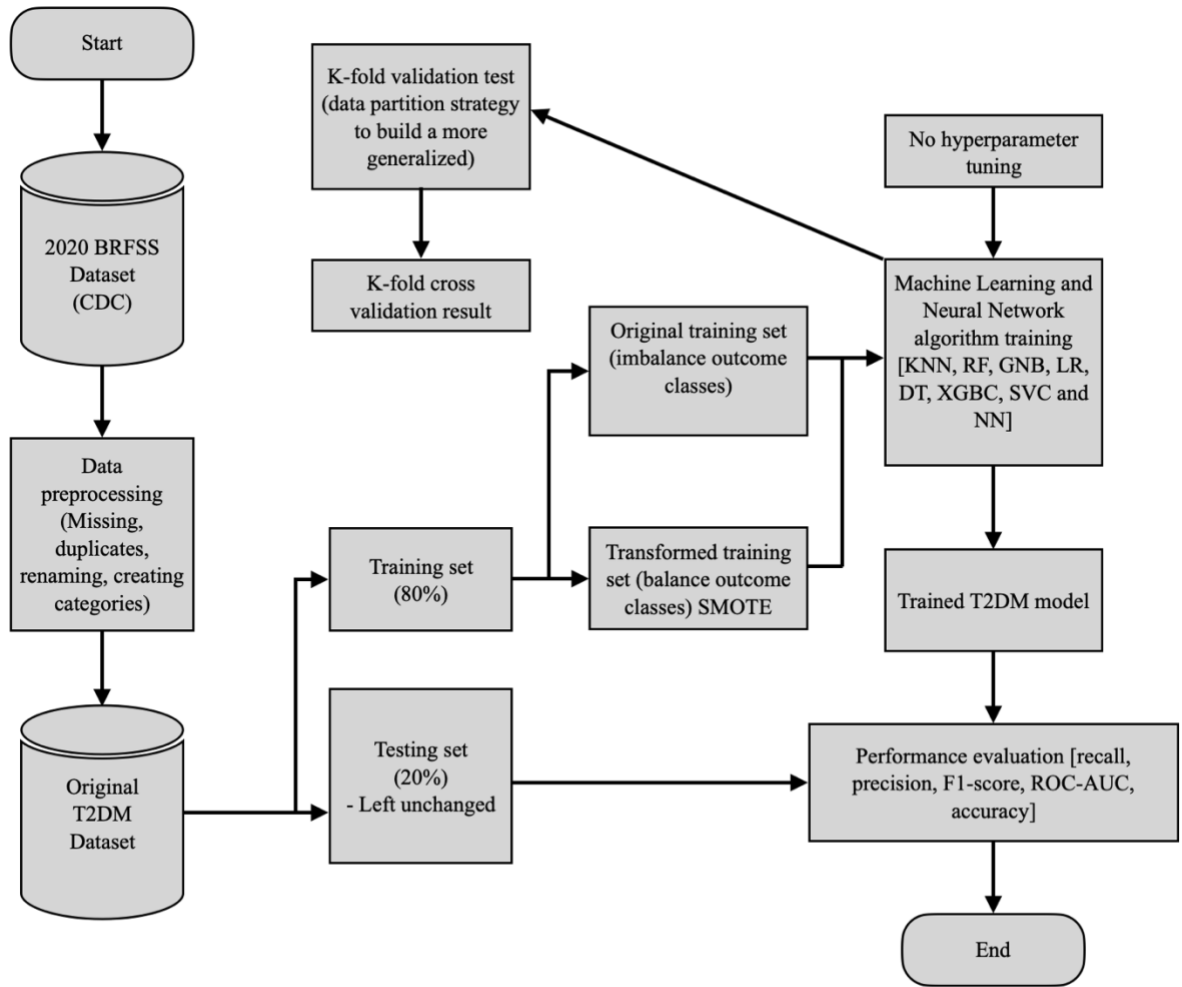 Start
2020 BRFSS
Dataset
(CDC)
Data
preprocessing
(Missing,
duplicates,
renaming, creating
categories)
Original
T2DM
Dataset
K-fold validation test
(data partition strategy
to build a more
generalized)
K-fold cross
validation result
Training set
(80%)
Testing set
(20%)
- Left unchanged
Original training set
(imbalance outcome
classes)
Transformed training
set (balance outcome
classes) SMOTE
No hyperparameter
tuning
Machine Learning and
Neural Network
algorithm training
[KNN, RF, GNB, LR,
DT, XGBC, SVC and
NN]
Trained T2DM model
Performance evaluation [recall,
precision, F1-score, ROC-AUC,
accuracy]
End